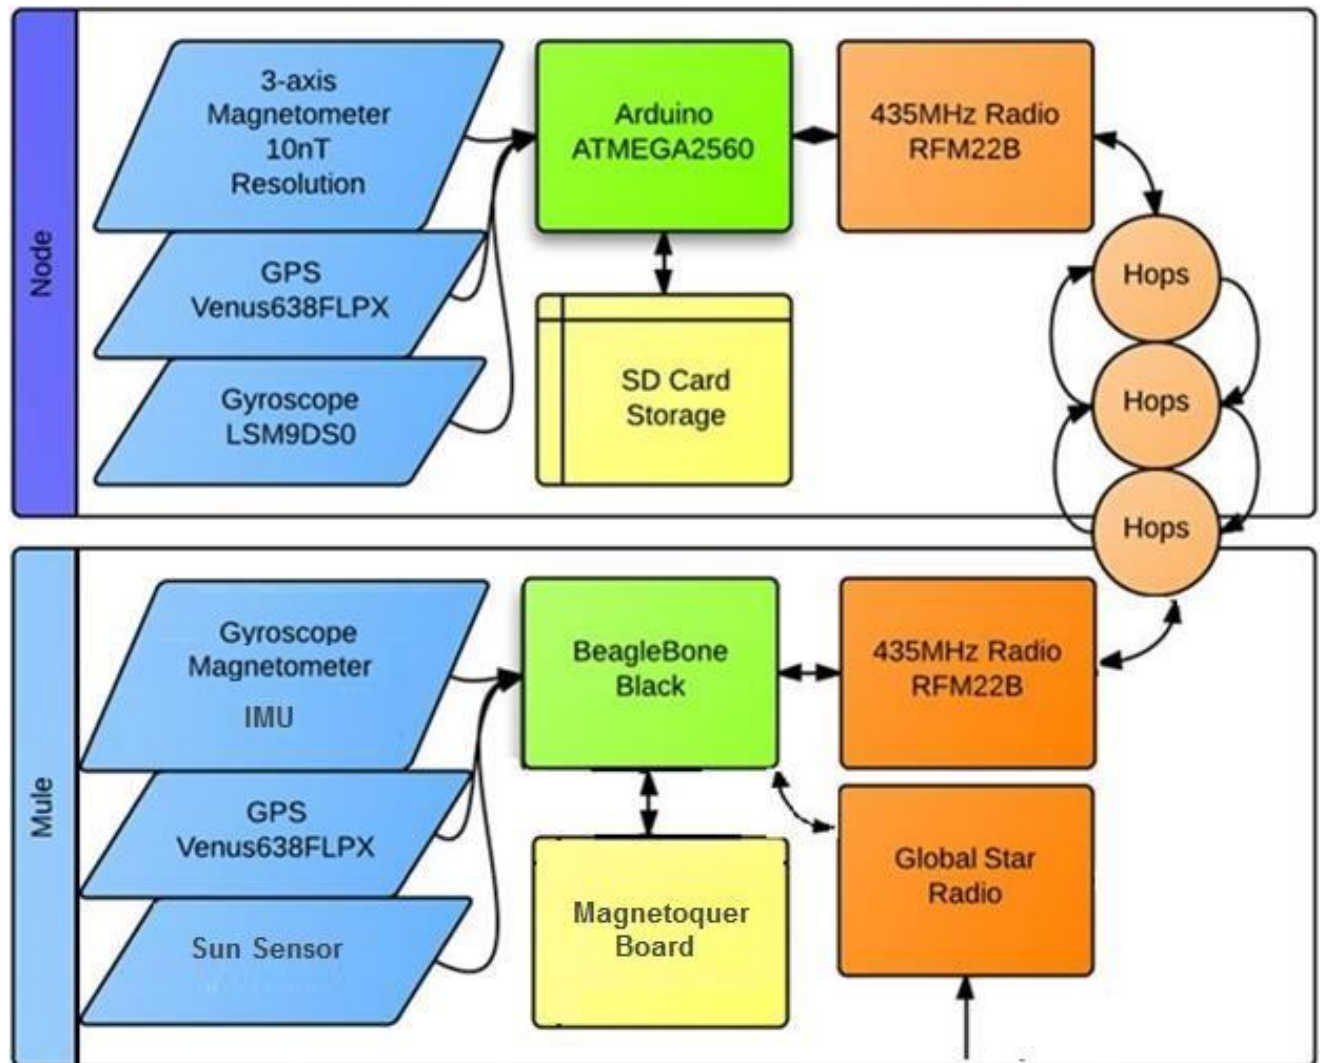 Node
3-axis
Magnetometer
10nT
Resolution
GPS
Venus638FLPX
Gyroscope
LSM9DS0
Arduino
ATMEGA2560
SD Card
Storage
435MHz Radio
RFM22B
Hops
Hops
Hops
Mule
Gyroscope
Magnetometer
IMU
GPS
Venus638FLPX
Sun Sensor
BeagleBone
Black
Magnetoquer
Board
435MHz Radio
RFM22B
Global Star
Radio